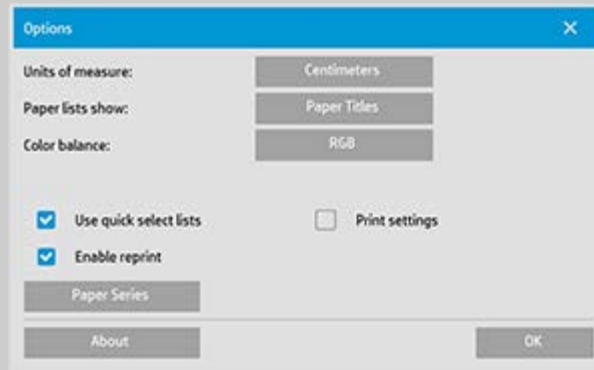 Options
Units of measure: Centimeters
Paper lists show: Paper Titles
Color balance: RGB
Use quick select lists Print settings
Enable reprint
Paper Series
About OK